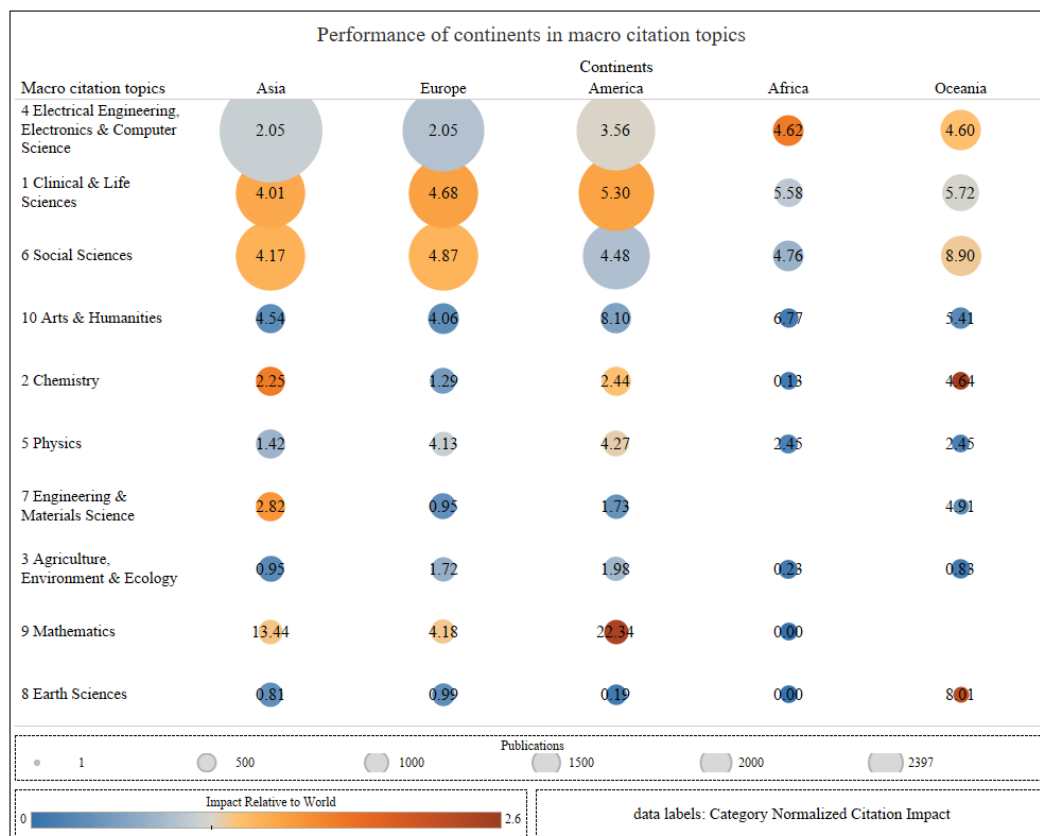 Performance of continents in macro citation topics
Continents
Macro citation topics Asia Europe America Africa Oceania
4 Electrical Engineering,
Electronics & Computer
Science
2.05 2.05 3.56 4.62 4.60
1 Clinical & Life
Sciences
4.01 4.68 5.30 5.58 5.72
6 Social Sciences 4.17 4.87 4.48 4.76 8.90
10 Arts & Humanities 4.54 4.06 8.10 6.77 5.41
2 Chemistry 2.25 1.29 2.44 0.13 4.64
5 Physics 1.42 4.13 4.27 2.45 2.45
7 Engineering &
Materials Science
2.82 0.95 1.73 4.91
3 Agriculture,
Environment & Ecology
0.95 1.72 1.98 0.23 0.83
9 Mathematics 13.44 4.18 22.34 0.00
8 Earth Sciences 0.81 0.99 0.19 0.00 8.01
Publications
1 500 1000 1500 2000 2397
Impact Relative to World
0 2.6
data labels: Category Normalized Citation Impact